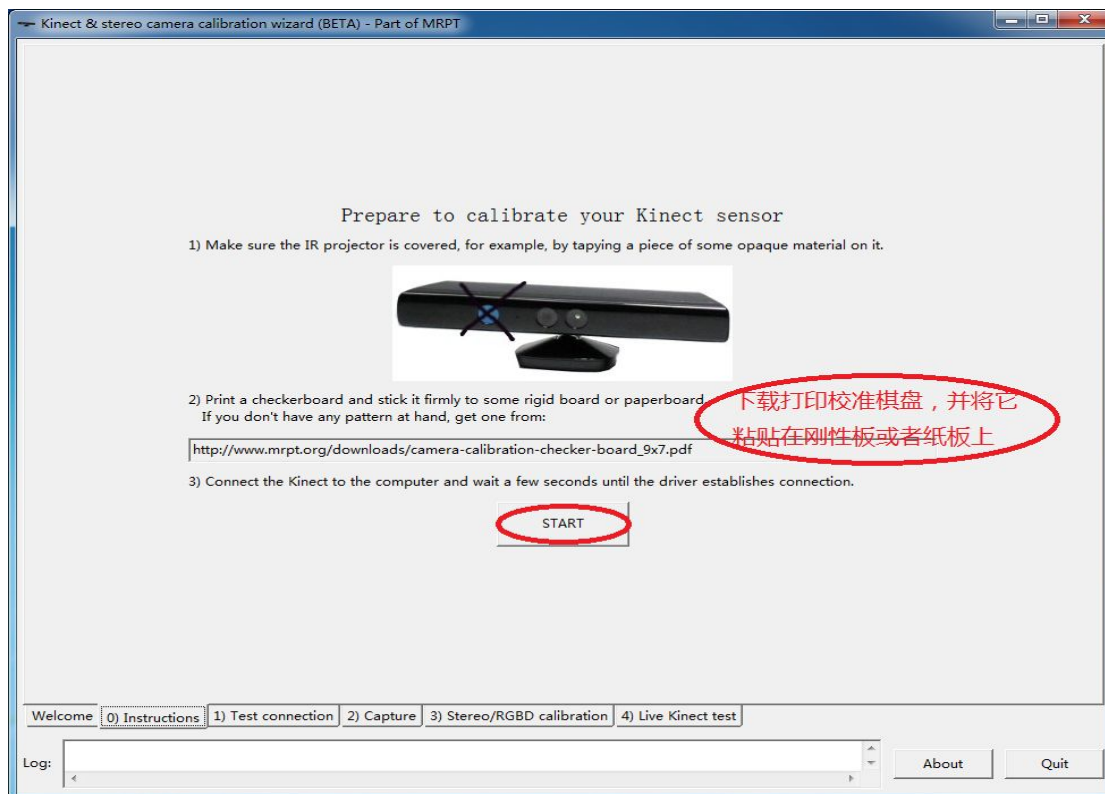 Kinect & stereo camera calibration wizard (BETA) - Part of MRPT
Prepare to calibrate your Kinect sensor
1) Make sure the IR projector is covered, for example, by tapying a piece of some opaque material on it.
2) Print a checkerboard and stick it firmly to some rigid board or paperboard.
If you don't have any pattern at hand, get one from:
下载打印校准棋盘，并将它
粘贴在刚性板或者纸板上
http://www.mrpt.org/downloads/camera-calibration-checker-board_9x7.pdf
3) Connect the Kinect to the computer and wait a few seconds until the driver establishes connection.
START
Welcome 0) Instructions 1) Test connection 2) Capture 3) Stereo/RGBD calibration 4) Live Kinect test
Log: About Quit